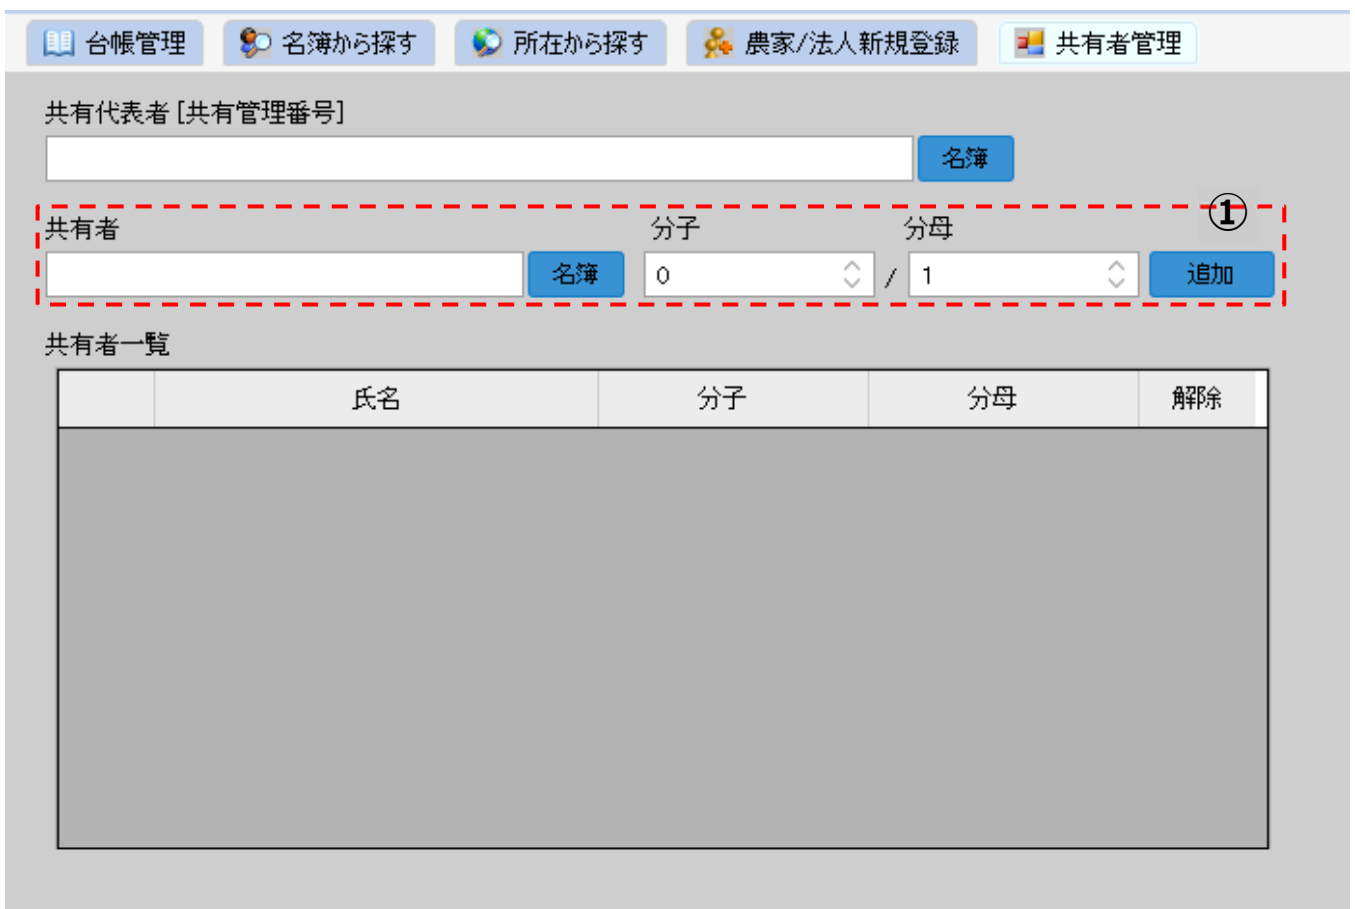 台帳管理 名簿から探す 所在から探す 農家/法人新規登録 共有者管理
共有代表者 [共有管理番号]
名簿
①
共有者 分子 分母
名簿 0 / 1 追加
共有者一覧
氏名 分子 分母 解除